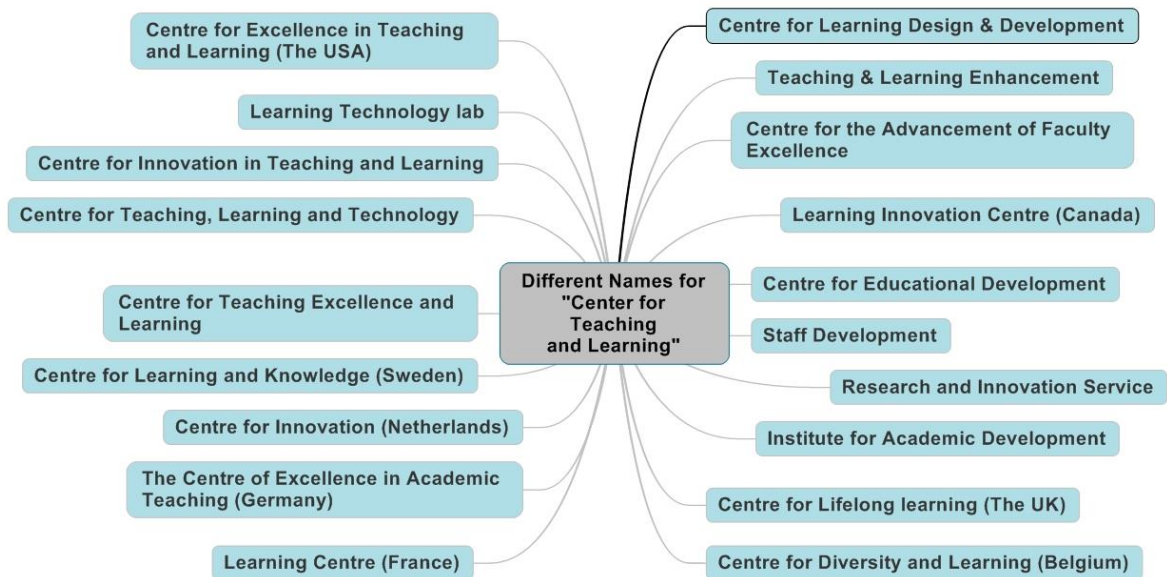 Centre for Excellence in Teaching
and Learning (The USA)
Learning Technology lab
Centre for Innovation in Teaching and Learning
Centre for Teaching, Learning and Technology
Centre for Teaching Excellence and
Learning
Centre for Learning and Knowledge (Sweden)
Centre for Innovation (Netherlands)
The Centre of Excellence in Academic
Teaching (Germany)
Learning Centre (France)
Different Names for
"Center for
Teaching
and Learning"
Centre for Learning Design & Development
Teaching & Learning Enhancement
Centre for the Advancement of Faculty
Excellence
Learning Innovation Centre (Canada)
Centre for Educational Development
Staff Development
Research and Innovation Service
Institute for Academic Development
Centre for Lifelong learning (The UK)
Centre for Diversity and Learning (Belgium)